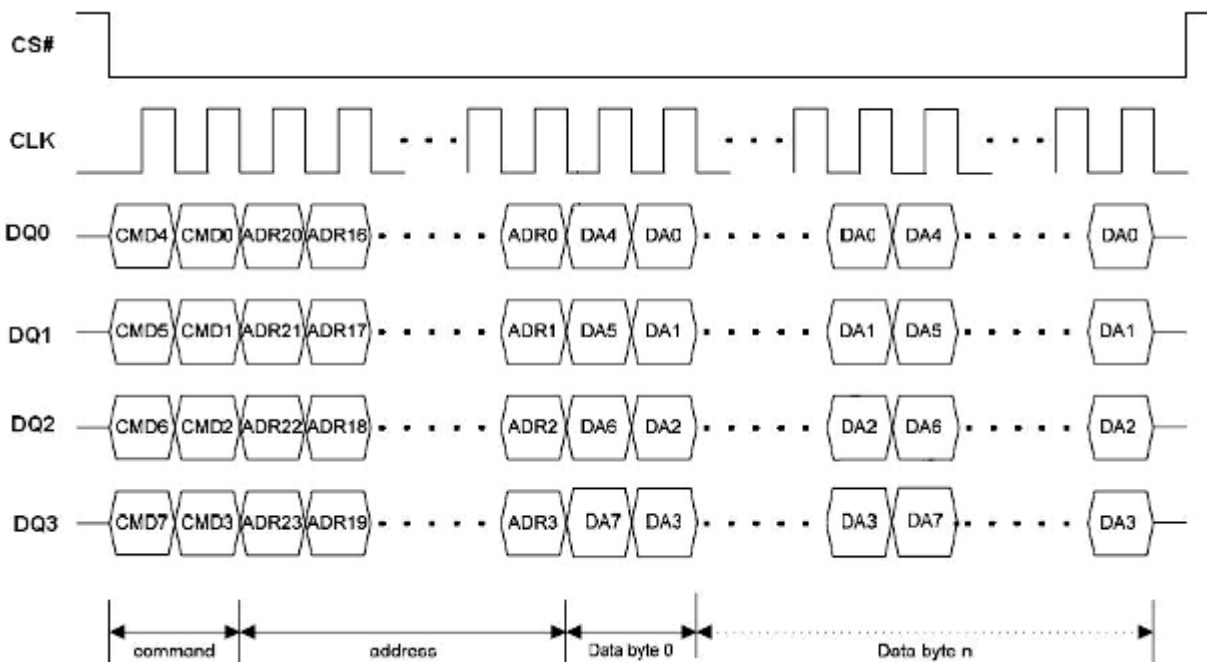 CS#
CLK
DQ0 CMD4 CMD0 ADR20 ADR16 ADR0 DA4 DA0 DA0 DA4 DA0
DQ1 CMD5 CMD1 ADR21 ADR17 ADR1 DA5 DA1 DA1 DA5 DA1
DQ2 CMD6 CMD2 ADR22 ADR18 ADR2 DA6 DA2 DA2 DA6 DA2
DQ3 CMD7 CMD3 ADR23 ADR19 ADR3 DA7 DA3 DA3 DA7 DA3
command address Data byte 0 Data byte n